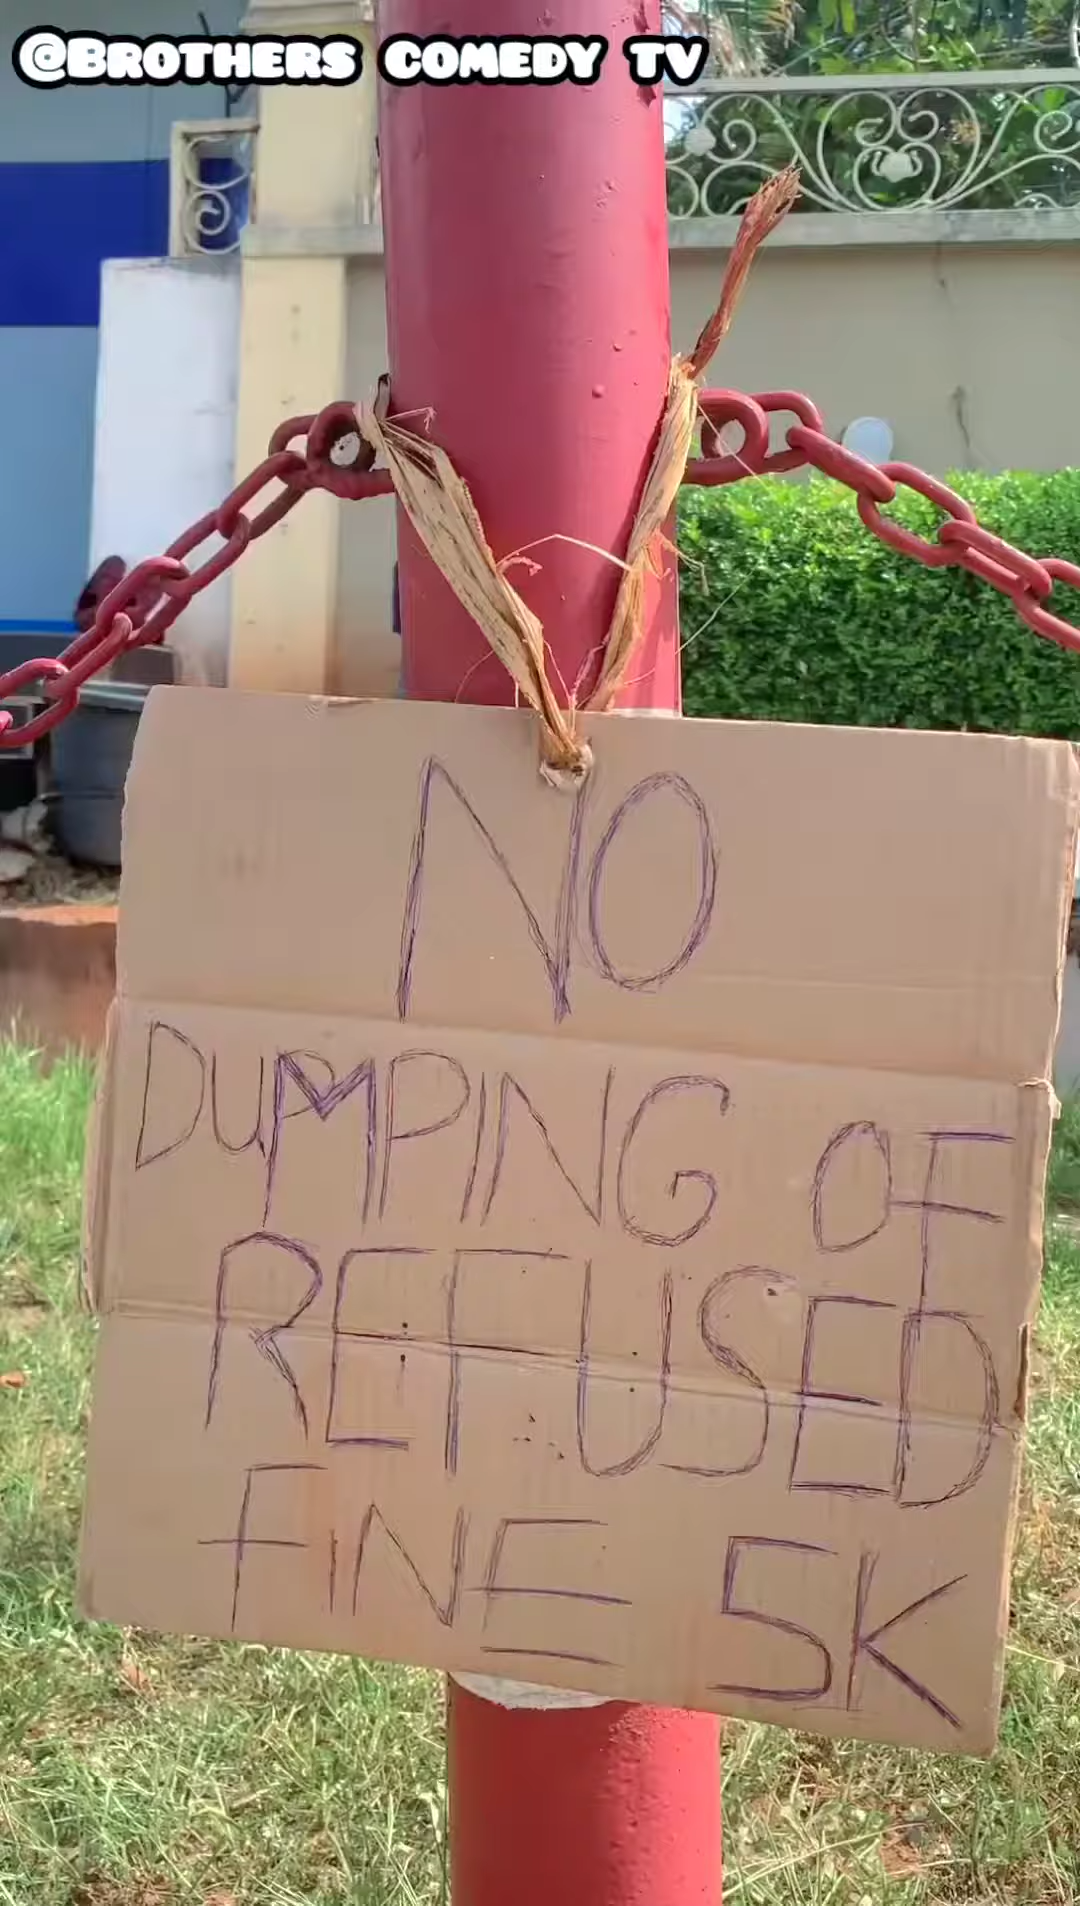 @BROTHERS COMEDY TV
NO
DUMPING OF
REFUSED
FINE 5K